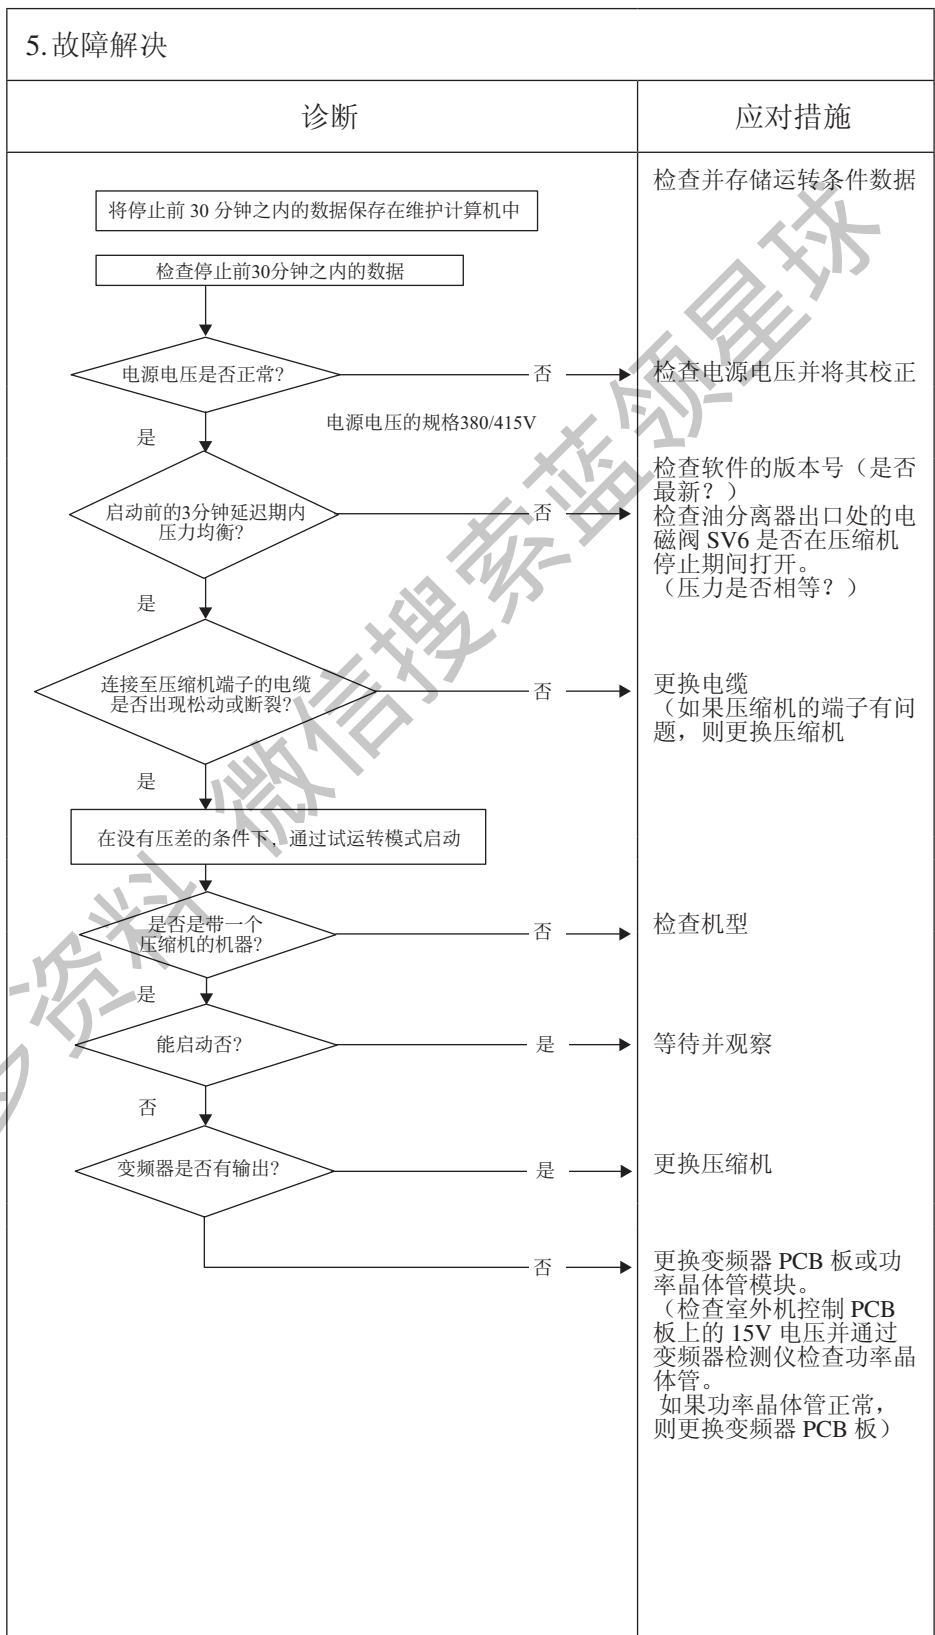 5.故障解决
诊断
应对措施
检查并存储运转条件数据
将停止前 30 分钟之内的数据保存在维护计算机中
检查停止前30分钟之内的数据
电源电压是否正常？
否
检查电源电压并将其校正
电源电压的规格380/415V
是
启动前的3分钟延迟期内
压力均衡？
否
检查软件的版本号（是否
最新？）
检查油分离器出口处的电
磁阀 SV6 是否在压缩机
停止期间打开。
（压力是否相等？）
是
连接至压缩机端子的电缆
是否出现松动或断裂？
否
更换电缆
（如果压缩机的端子有问
题，则更换压缩机
是
在没有压差的条件下，通过试运转模式启动
是否是带一个
压缩机的机器？
否
检查机型
是
能启动否？
是
等待并观察
否
变频器是否有输出？
是
更换压缩机
否
更换变频器 PCB 板或功
率晶体管模块。
（检查室外机控制 PCB
板上的 15V 电压并通过
变频器检测仪检查功率晶
体管。
如果功率晶体管正常，
则更换变频器 PCB 板）
多资料 微信搜索蓝领星球